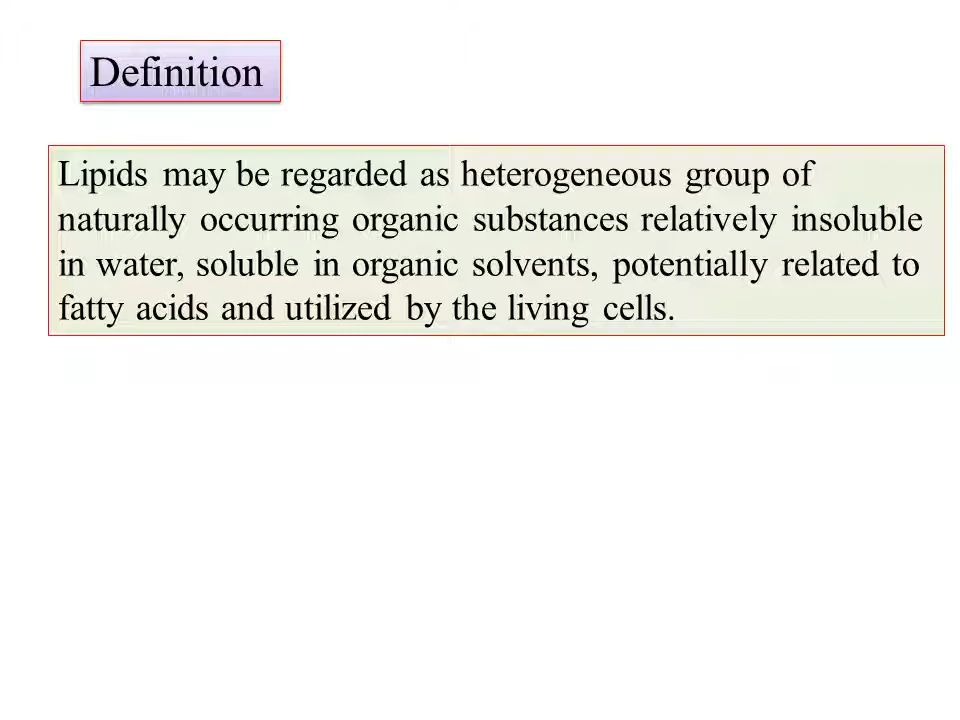 Definition
Lipids may be regarded as heterogeneous group of
naturally occurring organic substances relatively insoluble
in water, soluble in organic solvents, potentially related to
fatty acids and utilized by the living cells.